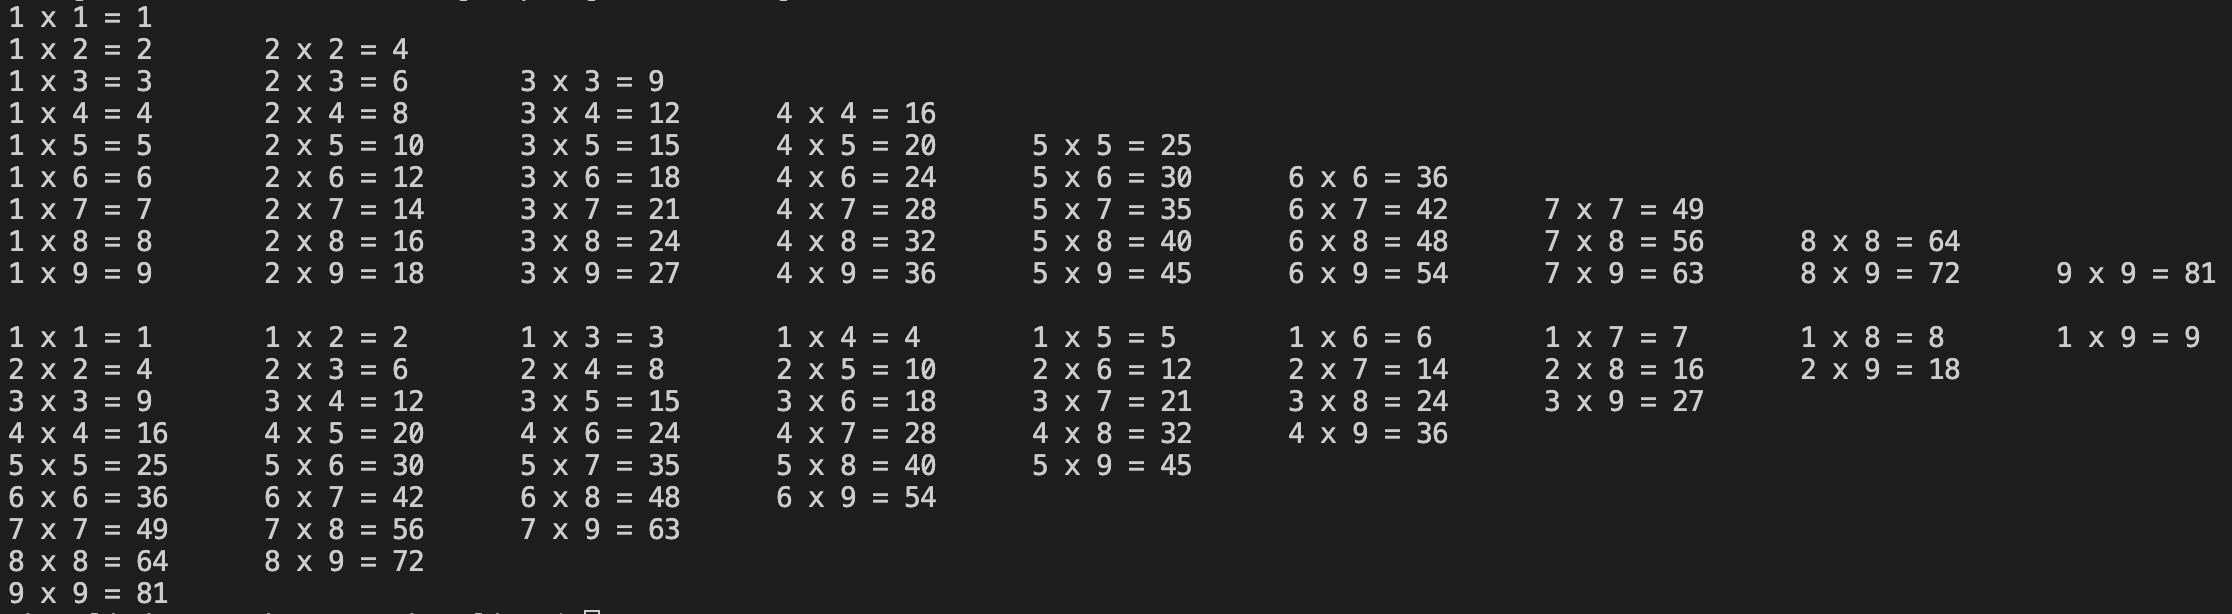 1 x 1 = 1
1 x 2 = 2 2 x 2 = 4
1 x 3 = 3 2 x 3 = 6 3 x 3 = 9
1 x 4 = 4 2 x 4 = 8 3 x 4 = 12 4 x 4 = 16
1 x 5 = 5 2 x 5 = 10 3 x 5 = 15 4 x 5 = 20 5 x 5 = 25
1 x 6 = 6 2 x 6 = 12 3 x 6 = 18 4 x 6 = 24 5 x 6 = 30 6 x 6 = 36
1 x 7 = 7 2 x 7 = 14 3 x 7 = 21 4 x 7 = 28 5 x 7 = 35 6 x 7 = 42 7 x 7 = 49
1 x 8 = 8 2 x 8 = 16 3 x 8 = 24 4 x 8 = 32 5 x 8 = 40 6 x 8 = 48 7 x 8 = 56 8 x 8 = 64
1 x 9 = 9 2 x 9 = 18 3 x 9 = 27 4 x 9 = 36 5 x 9 = 45 6 x 9 = 54 7 x 9 = 63 8 x 9 = 72 9 x 9 = 81
1 x 1 = 1 1 x 2 = 2 1 x 3 = 3 1 x 4 = 4 1 x 5 = 5 1 x 6 = 6 1 x 7 = 7 1 x 8 = 8 1 x 9 = 9
2 x 2 = 4 2 x 3 = 6 2 x 4 = 8 2 x 5 = 10 2 x 6 = 12 2 x 7 = 14 2 x 8 = 16 2 x 9 = 18
3 x 3 = 9 3 x 4 = 12 3 x 5 = 15 3 x 6 = 18 3 x 7 = 21 3 x 8 = 24 3 x 9 = 27
4 x 4 = 16 4 x 5 = 20 4 x 6 = 24 4 x 7 = 28 4 x 8 = 32 4 x 9 = 36
5 x 5 = 25 5 x 6 = 30 5 x 7 = 35 5 x 8 = 40 5 x 9 = 45
6 x 6 = 36 6 x 7 = 42 6 x 8 = 48 6 x 9 = 54
7 x 7 = 49 7 x 8 = 56 7 x 9 = 63
8 x 8 = 64 8 x 9 = 72
9 x 9 = 81